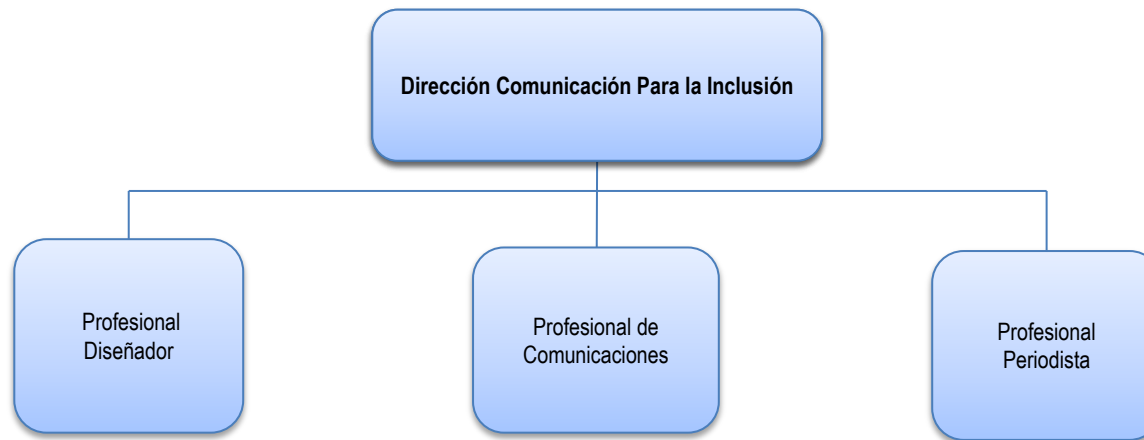 Dirección Comunicación Para la Inclusión
Profesional
Diseñador
Profesional de
Comunicaciones
Profesional
Periodista